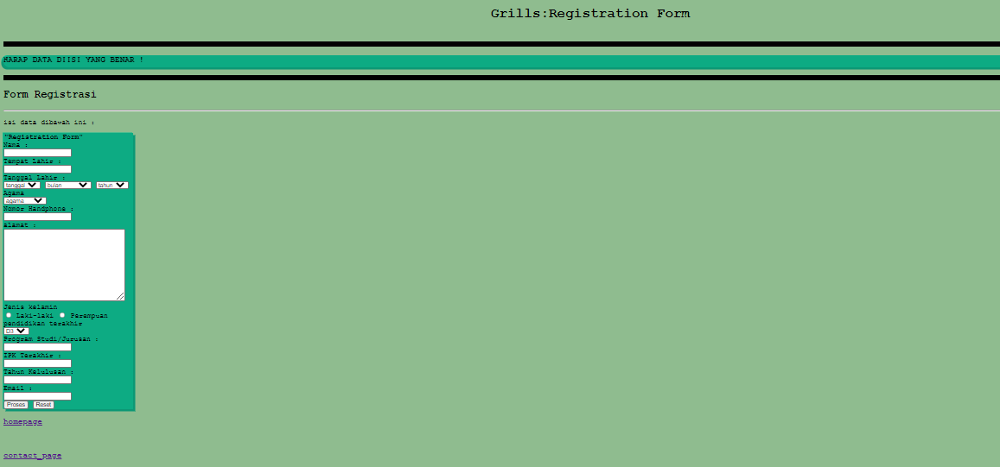 Grills:Registration Form
HARAP DATA DIISI YANG BENAR !
Form Registrasi
isi data dibawah ini :
"Registration Form"
Nama :
Tempat Lahir :
Tanggal Lahir :
tanggal bulan tahun
Agama
agama
Nomor Handphone :
alamat :
Jenis kelamin
Laki-laki Perempuan
pendidikan terakhir
D3
Program Studi/Jurusan :
IPK Terakhir :
Tahun Kelulusan :
Email :
Proses Reset
homepage
contact_page